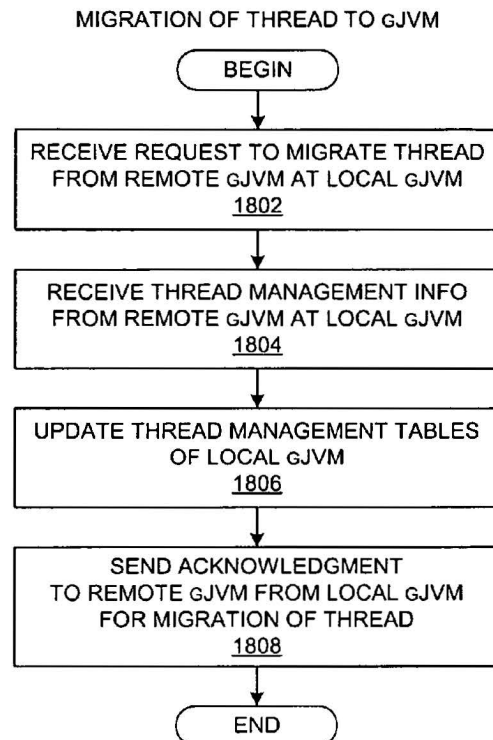 MIGRATION OF THREAD TO GJVM
BEGIN
RECEIVE REQUEST TO MIGRATE THREAD
FROM REMOTE GJVM AT LOCAL GJVM
1802
RECEIVE THREAD MANAGEMENT INFO
FROM REMOTE GJVM AT LOCAL GJVM
1804
UPDATE THREAD MANAGEMENT TABLES
OF LOCAL GJVM
1806
SEND ACKNOWLEDGMENT
TO REMOTE GJVM FROM LOCAL GJVM
FOR MIGRATION OF THREAD
1808
END